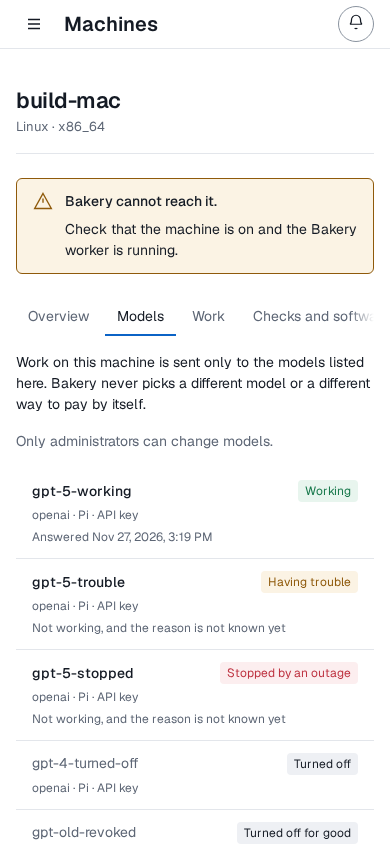 Machines
build-mac
Linux · x86_64
Bakery cannot reach it.
Check that the machine is on and the Bakery
worker is running.
Overview Models Work Checks and softwa
Work on this machine is sent only to the models listed
here. Bakery never picks a different model or a different
way to pay by itself.
Only administrators can change models.
gpt-5-working Working
openai · Pi · API key
Answered Nov 27, 2026, 3:19 PM
gpt-5-trouble Having trouble
openai · Pi · API key
Not working, and the reason is not known yet
gpt-5-stopped Stopped by an outage
openai · Pi · API key
Not working, and the reason is not known yet
gpt-4-turned-off Turned off
openai · Pi · API key
gpt-old-revoked Turned off for good